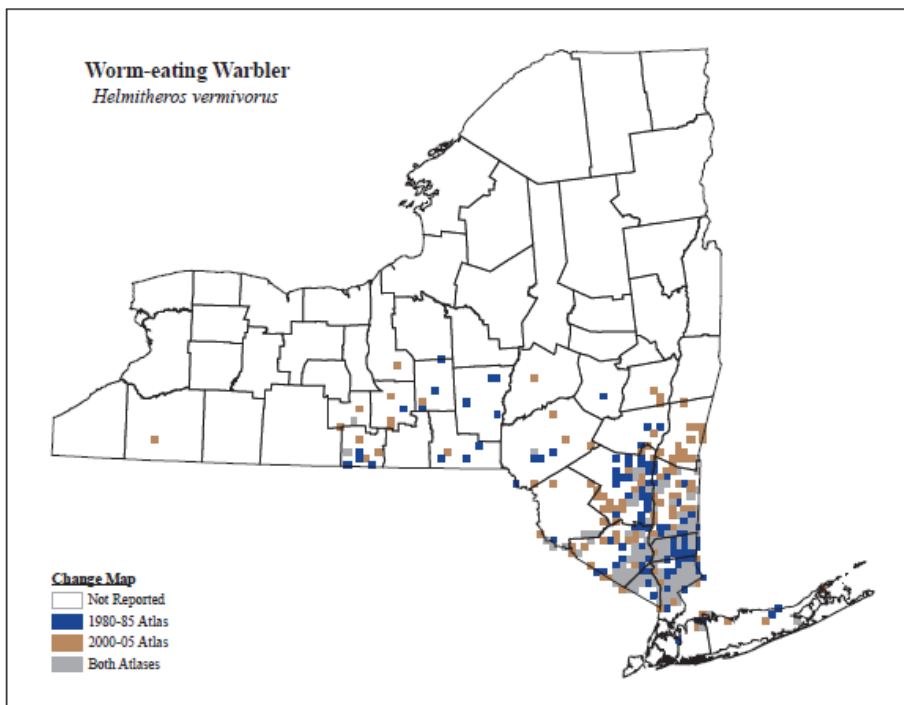 Worm-eating Warbler
Helmitheros vermivorus
Change Map
Not Reported
1980-85 Atlas
2000-05 Atlas
Both Atlases